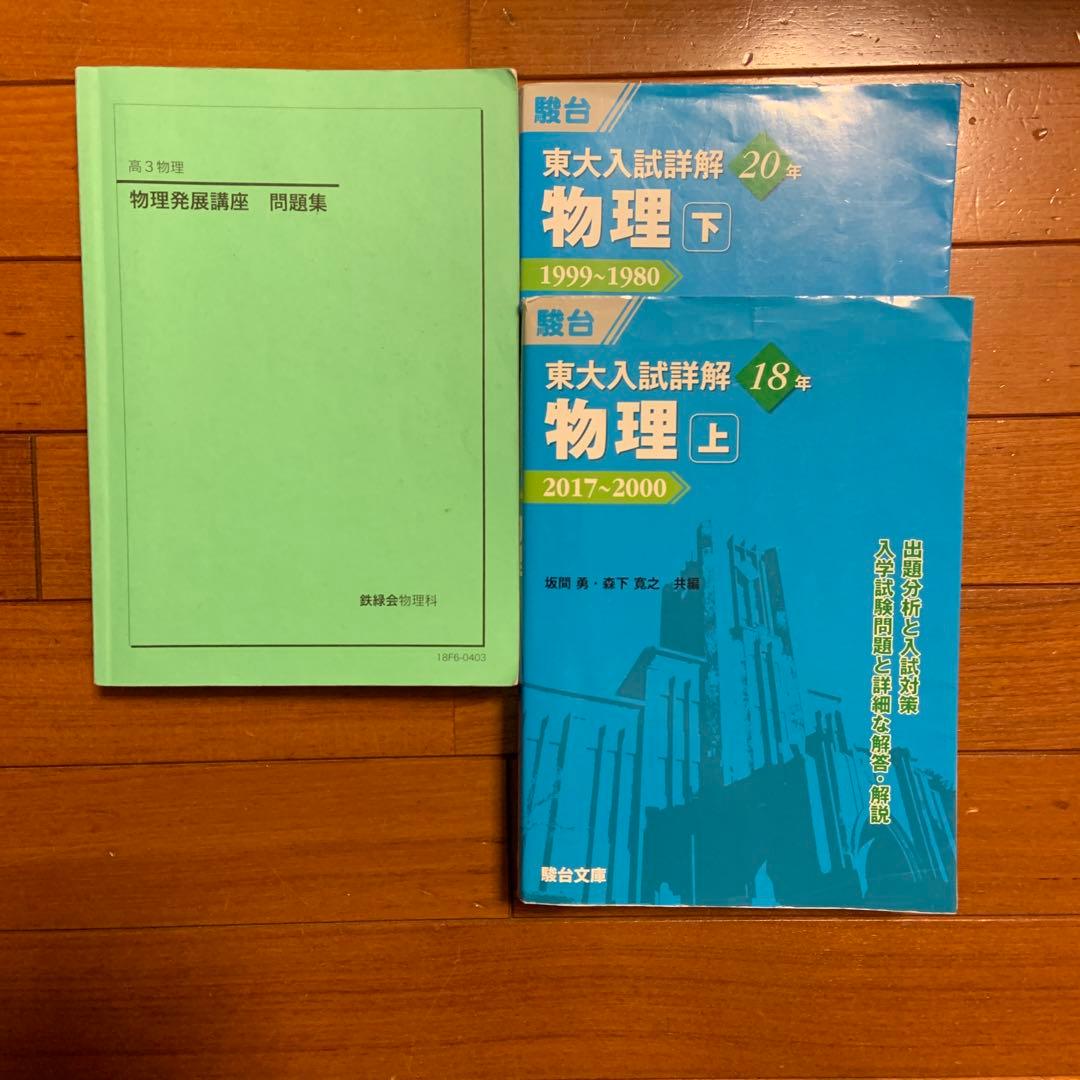 高3物理
物理発展講座 問題集
鉄緑会物理科
18F6-0403
駿台
東大入試詳解 20年
物理 下
1999~1980
駿台
東大入試詳解 18年
物理 上
2017~2000
坂間 勇・森下 寛之 共編
出題分析と入試対策
入学試験問題と詳細な解答・解説
駿台文庫